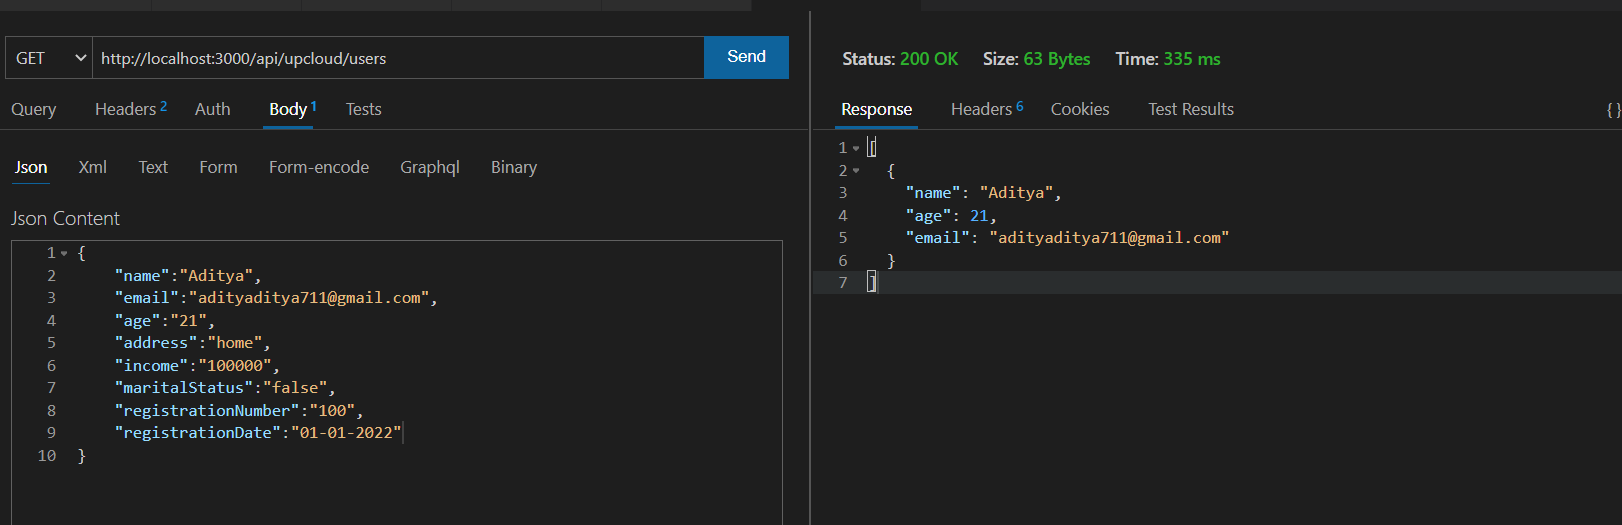 GET http://localhost:3000/api/upcloud/users Send
Query Headers 2 Auth Body 1 Tests
Json Xml Text Form Form-encode Graphql Binary
Json Content
1 {
2 "name":"Aditya",
3 "email":"adityaditya711@gmail.com",
4 "age":"21",
5 "address":"home",
6 "income":"100000",
7 "maritalStatus":"false",
8 "registrationNumber":"100",
9 "registrationDate":"01-01-2022"
10 }
Status: 200 OK Size: 63 Bytes Time: 335 ms
Response Headers 6 Cookies Test Results { }
1 [
2 {
3 "name": "Aditya",
4 "age": 21,
5 "email": "adityaditya711@gmail.com"
6 }
7 ]